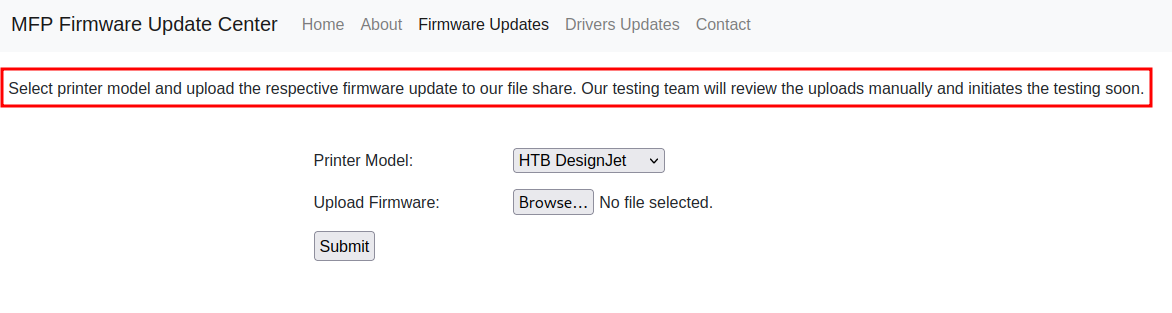 MFP Firmware Update Center Home About Firmware Updates Drivers Updates Contact
Select printer model and upload the respective firmware update to our file share. Our testing team will review the uploads manually and initiates the testing soon.
Printer Model: HTB DesignJet
Upload Firmware: Browse... No file selected.
Submit